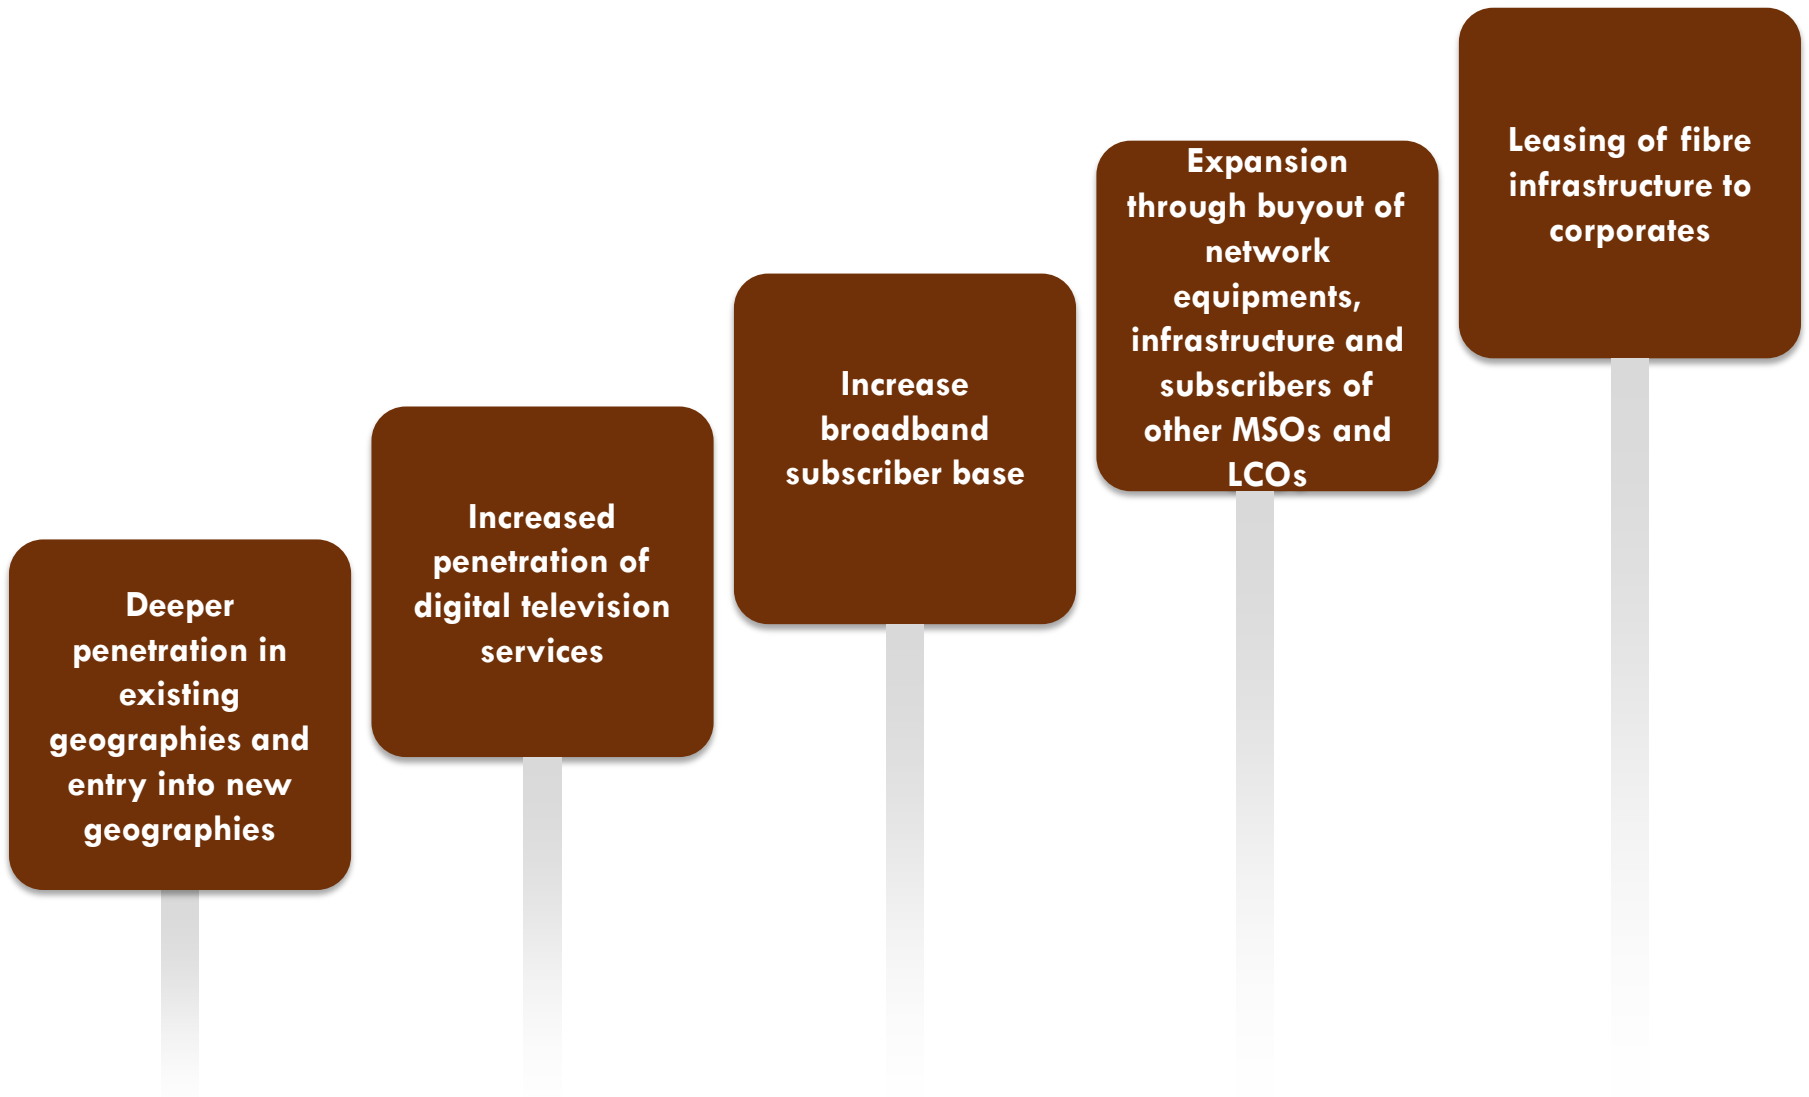 Deeper
penetration in
existing
geographies and
entry into new
geographies
Increased
penetration of
digital television
services
Increase
broadband
subscriber base
Expansion
through buyout of
network
equipments,
infrastructure and
subscribers of
other MSOs and
LCOs
Leasing of fibre
infrastructure to
corporates